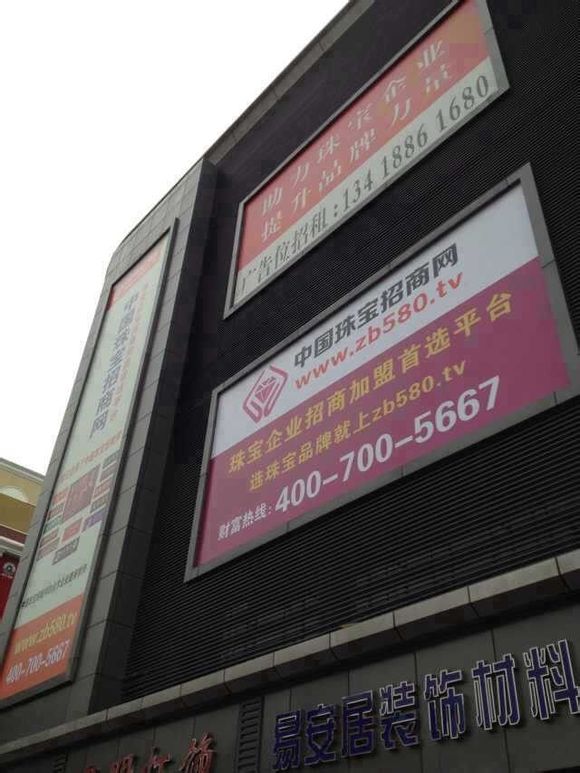 助力珠宝企业
提升品牌力量
广告位招租:134 1886 1680
中国珠宝招商网
www.zb580.tv
珠宝企业招商加盟首选平台
选珠宝品牌就上zb580.tv
财富热线:400-700-5667
中国珠宝招商网
www.zb580.tv
400-700-5667
易安居装饰材料